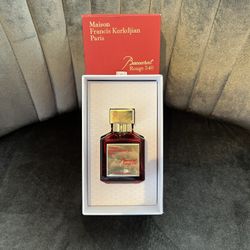 Maison
Francis Kurkdjian
Paris
Baccarat
Rouge 540